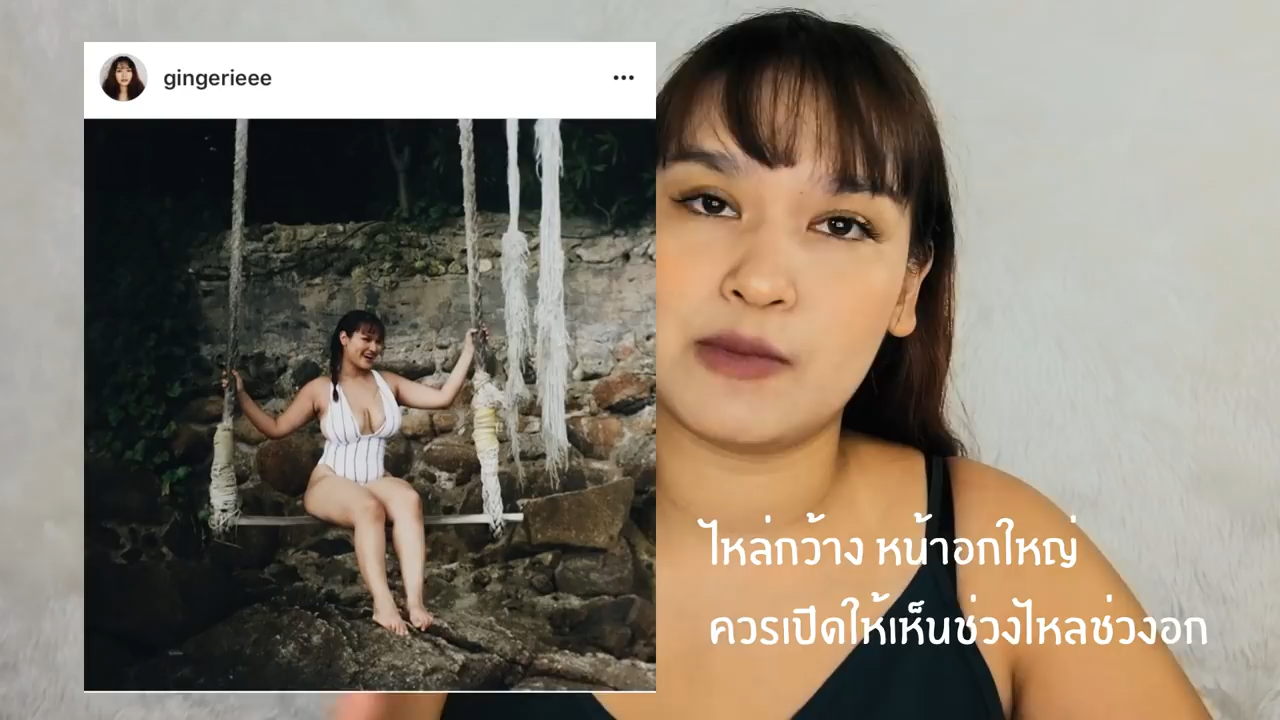 gingerieee
ไหล่กว้าง หน้าอกใหญ่
ควรเปิดให้เห็นช่วงไหลช่วงอก